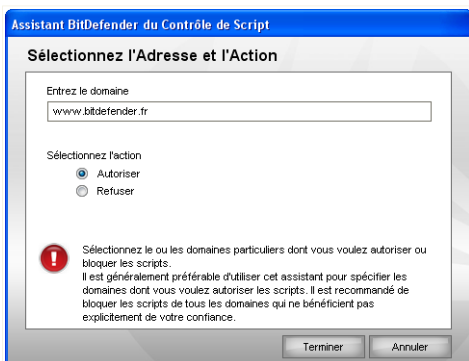 Assistant BitDefender du Contrôle de Script
Sélectionnez l'Adresse et l'Action
Entrez le domaine
www.bitdefender.fr
Sélectionnez l'action
Autoriser
Refuser
Sélectionnez le ou les domaines particuliers dont vous voulez autoriser ou
bloquer les scripts.
Il est généralement préférable d'utiliser cet assistant pour spécifier les
domaines dont vous voulez autoriser les scripts. Il est recommandé de
bloquer les scripts de tous les domaines qui ne bénéficient pas
explicitement de votre confiance.
Terminer
Annuler